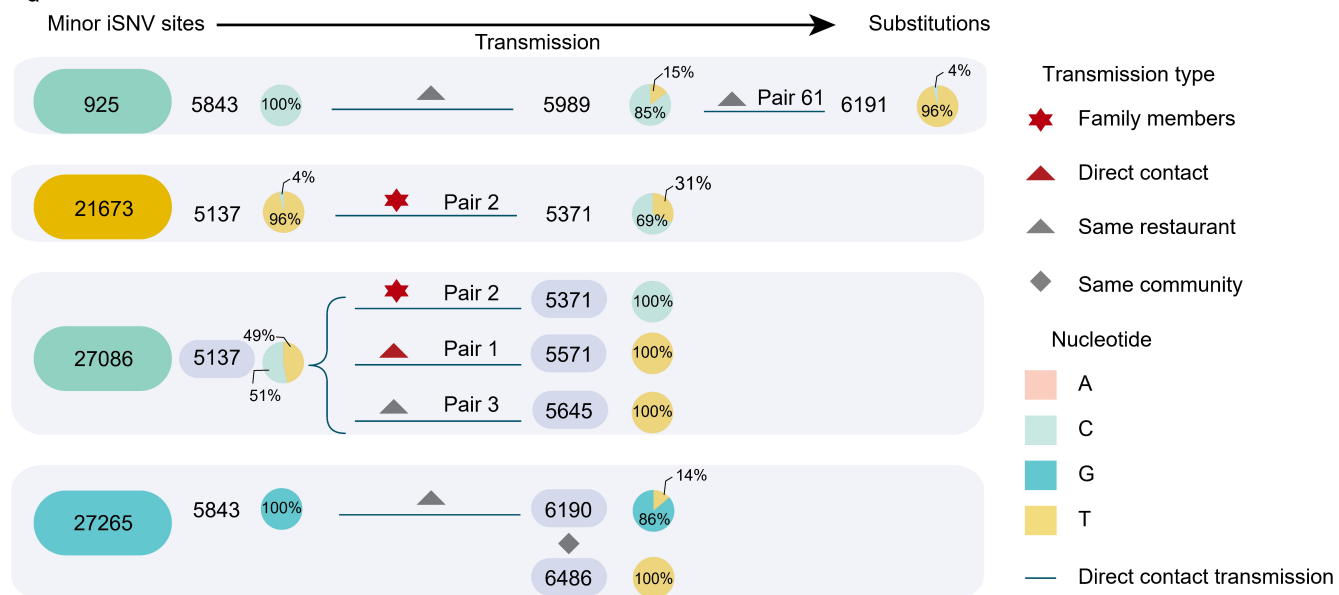 Minor iSNV sites
Transmission
Substitutions
925
5843
100%
5989
15%
85%
Pair 61
6191
4%
96%
21673
5137
4%
96%
Pair 2
5371
31%
69%
27086
5137
49%
51%
Pair 2
5371
100%
Pair 1
5571
100%
Pair 3
5645
100%
27265
5843
100%
6190
14%
86%
6486
100%
Transmission type
Family members
Direct contact
Same restaurant
Same community
Nucleotide
A
C
G
T
Direct contact transmission